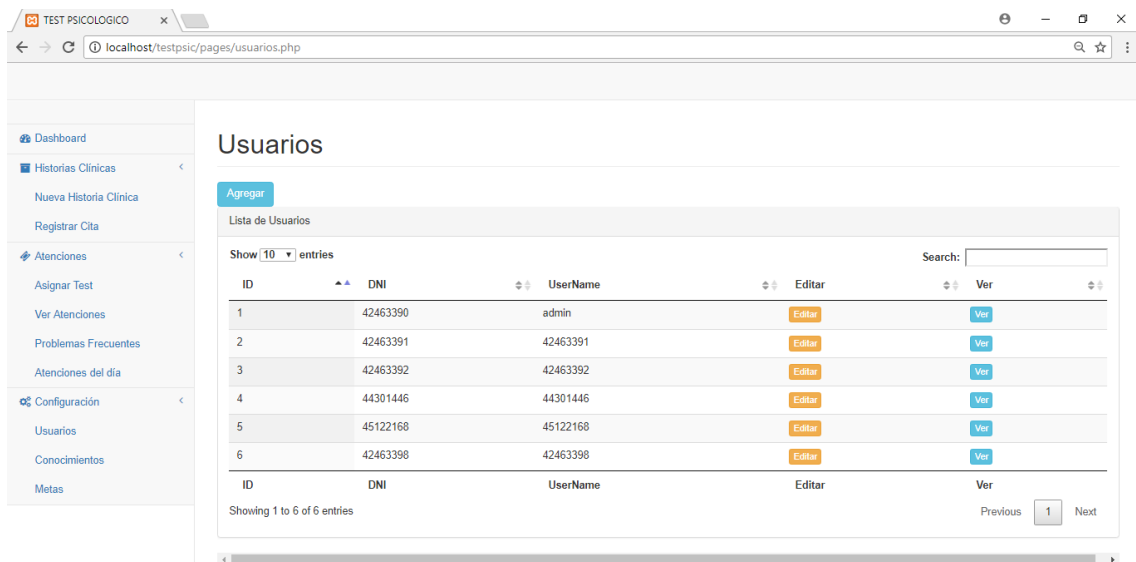 TEST PSICOLOGICO
localhost/testpsic/pages/usuarios.php
Dashboard
Historias Clínicas
Nueva Historia Clínica
Registrar Cita
Atenciones
Asignar Test
Ver Atenciones
Problemas Frecuentes
Atenciones del día
Configuración
Usuarios
Conocimientos
Metas
Usuarios
Agregar
Lista de Usuarios
Show 10 entries Search:
ID DNI UserName Editar Ver
1 42463390 admin Editar Ver
2 42463391 42463391 Editar Ver
3 42463392 42463392 Editar Ver
4 44301446 44301446 Editar Ver
5 45122168 45122168 Editar Ver
6 42463398 42463398 Editar Ver
ID DNI UserName Editar Ver
Showing 1 to 6 of 6 entries Previous 1 Next